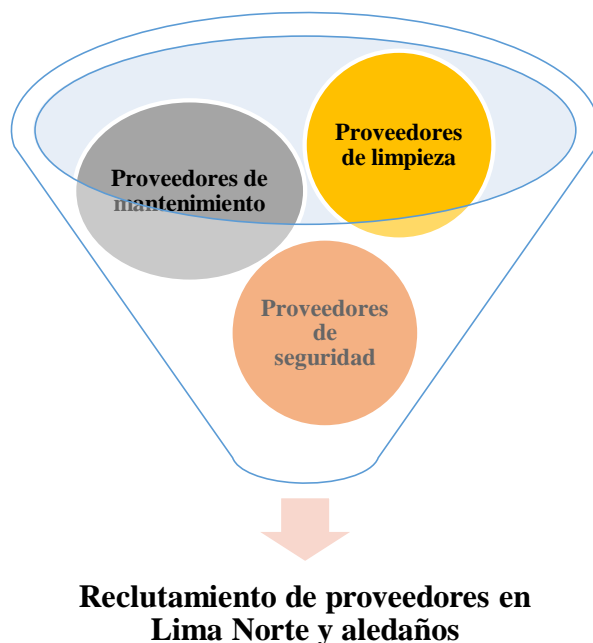 Proveedores
de limpieza
Proveedores de
mantenimiento
Proveedores
de
seguridad
Reclutamiento de proveedores en
Lima Norte y aledaños